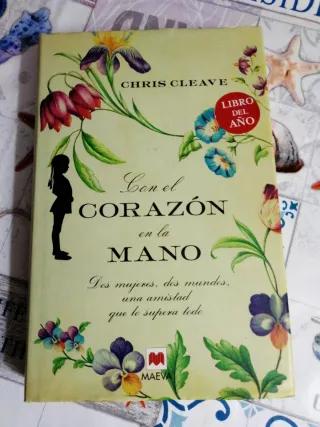 CHRIS CLEAVE
LIBRO
DEL
AÑO
Con el
CORAZÓN
en la
MANO
Dos mujeres, dos mundos,
una amistad
que lo supera todo
MAEVA